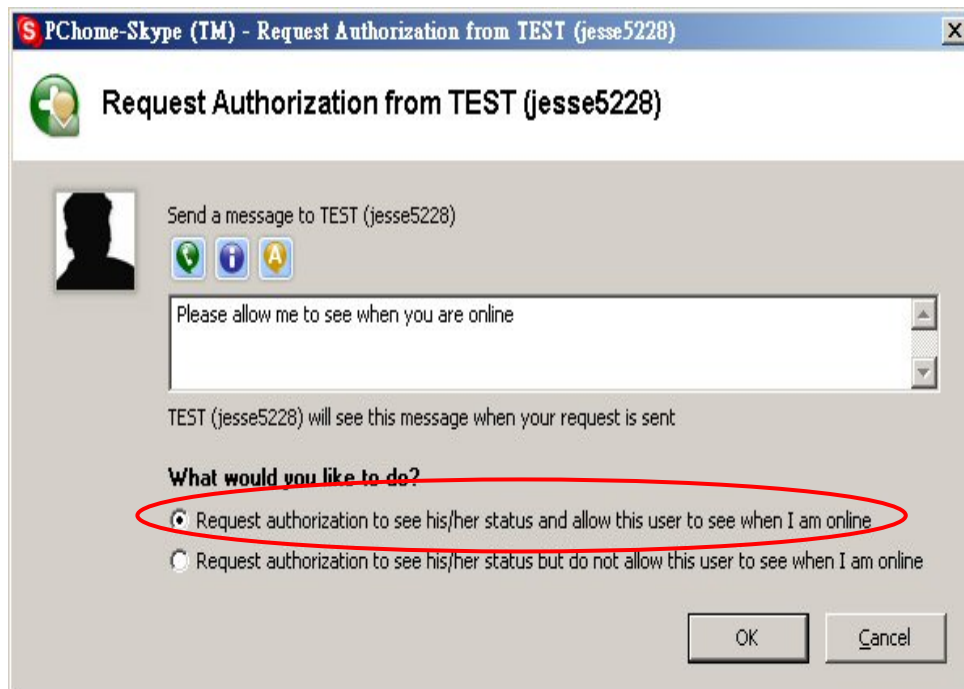 PChome-Skype (TM) - Request Authorization from TEST (jesse5228)
Request Authorization from TEST (jesse5228)
Send a message to TEST (jesse5228)
Please allow me to see when you are online
TEST (jesse5228) will see this message when your request is sent
What would you like to do?
Request authorization to see his/her status and allow this user to see when I am online
Request authorization to see his/her status but do not allow this user to see when I am online
OK Cancel